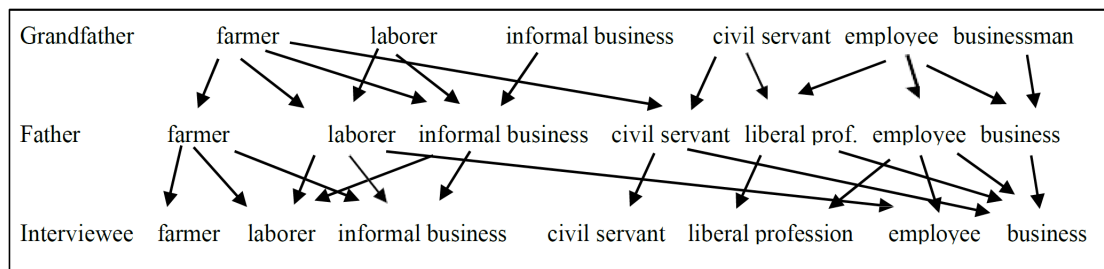 Grandfather farmer laborer informal business civil servant employee businessman
Father farmer laborer informal business civil servant liberal prof. employee business
Interviewee farmer laborer informal business civil servant liberal profession employee business